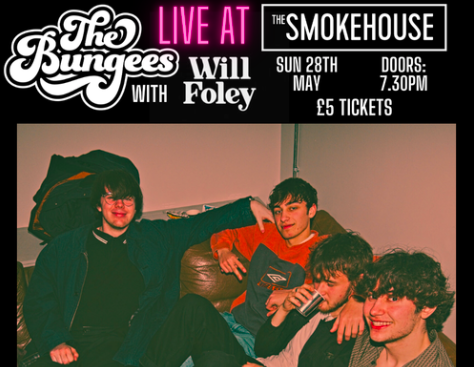 The
Bungees
WITH
LIVE AT
Will
Foley
THE SMOKEHOUSE
SUN 28TH
MAY
DOORS:
7.30PM
£5 TICKETS